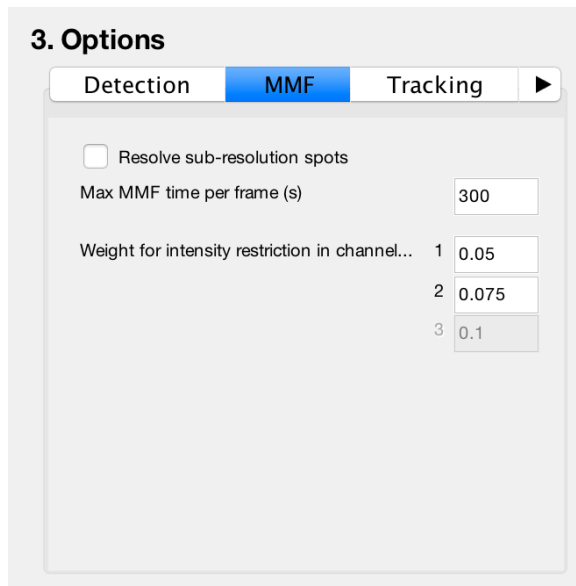 3. Options
Detection MMF Tracking
Resolve sub-resolution spots
Max MMF time per frame (s) 300
Weight for intensity restriction in channel... 1 0.05
2 0.075
3 0.1